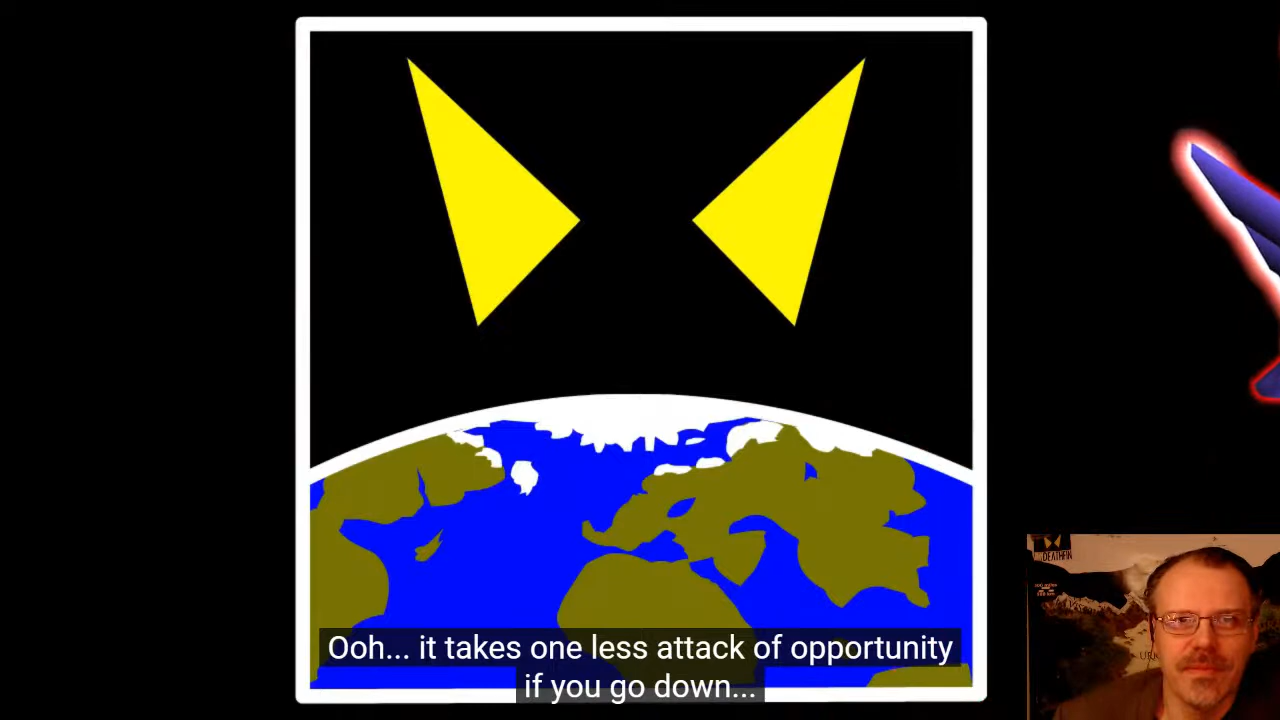 Ooh... it takes one less attack of opportunity
if you go down...